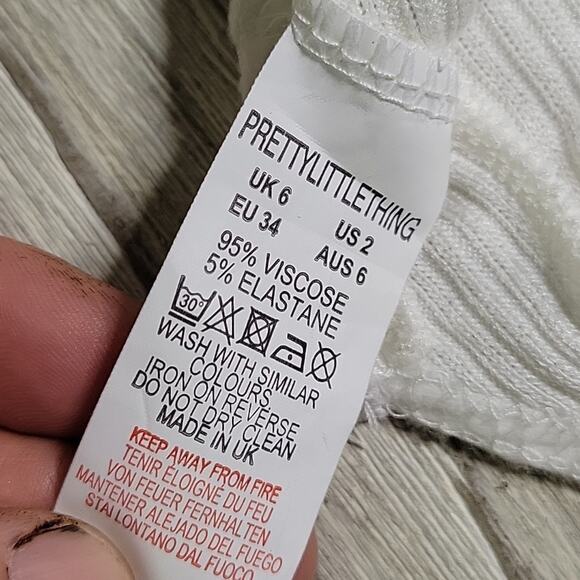 PRETTYLITTLETHING
UK 6 US 2
EU 34 AUS 6
95% VISCOSE
5% ELASTANE
30°
WASH WITH SIMILAR
COLOURS
IRON ON REVERSE
DO NOT DRY CLEAN
MADE IN UK
KEEP AWAY FROM FIRE
TENIR ÉLOIGNÉ DU FEU
VON FEUER FERNHALTEN
MANTENER ALEJADO DEL FUEGO
STAI LONTANO DAL FUOCO